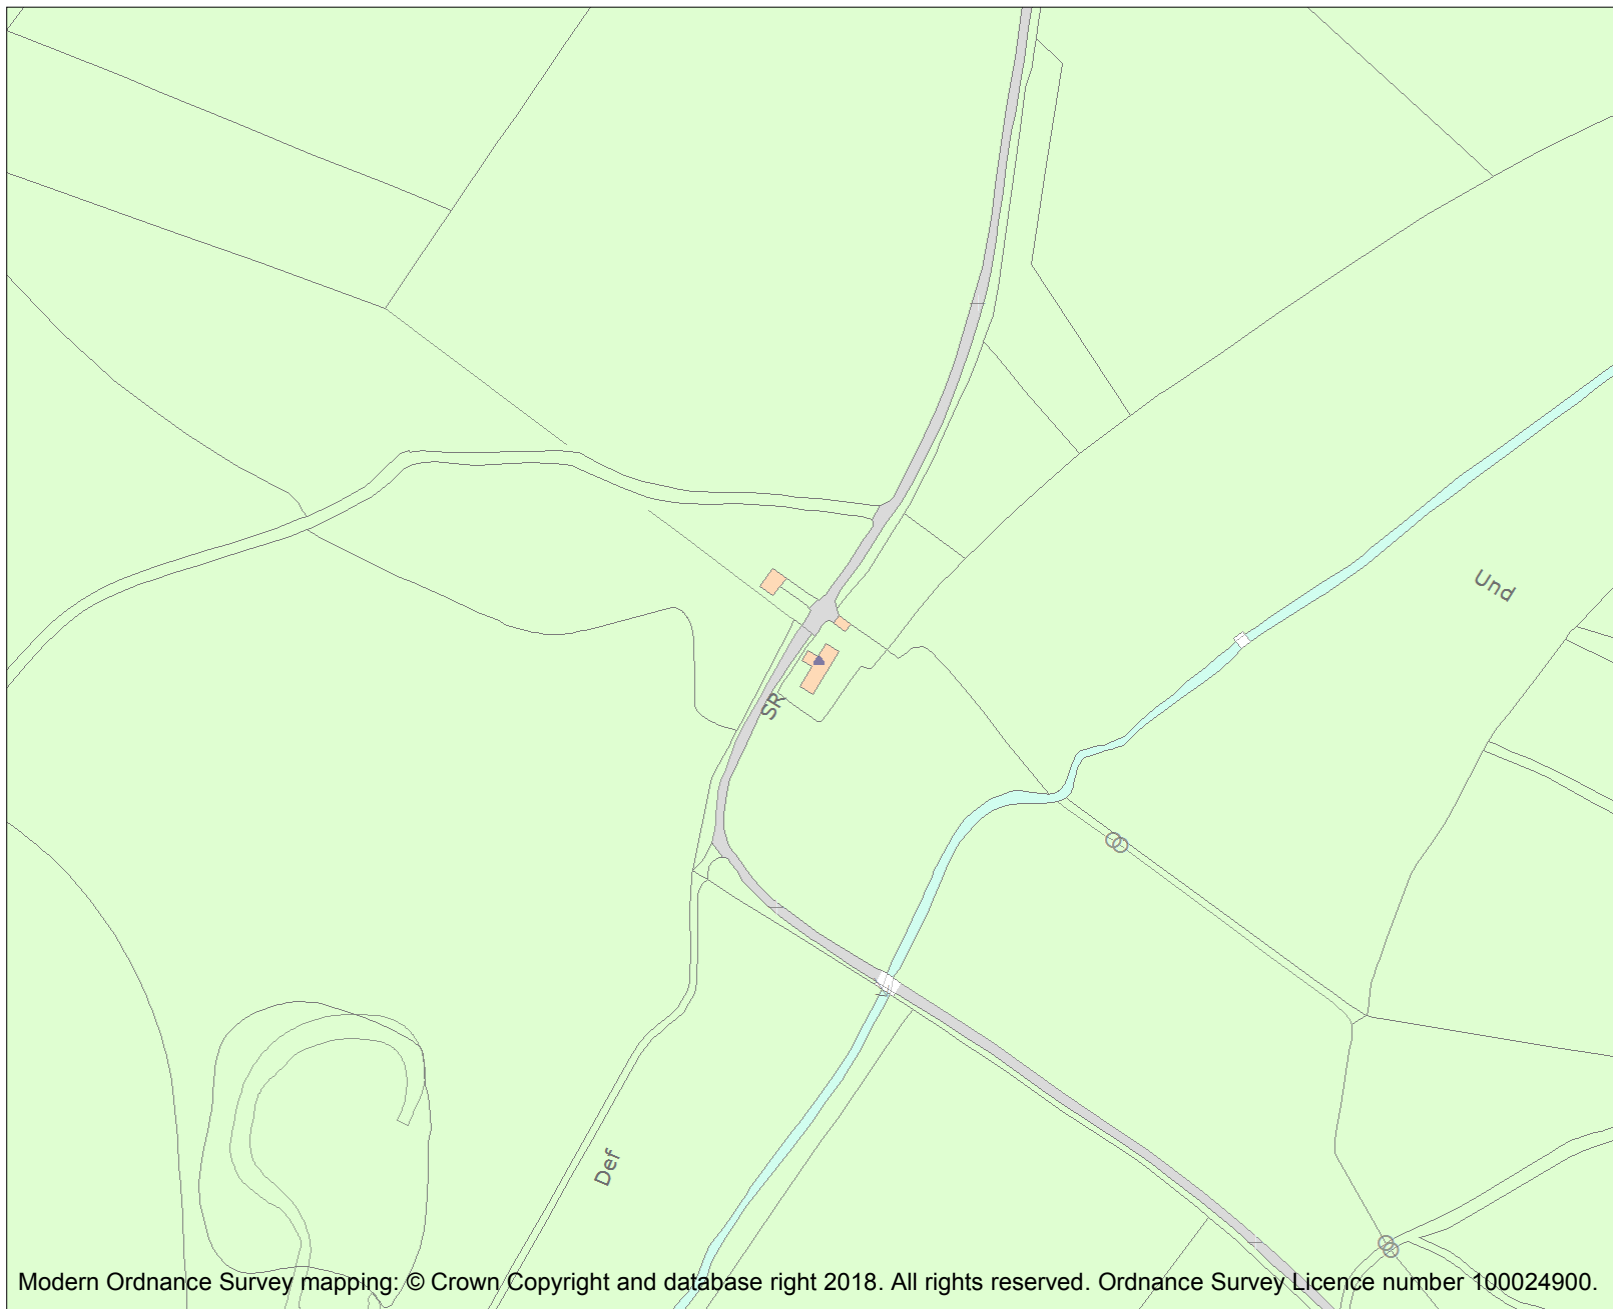 Und
SR
Def
Modern Ordnance Survey mapping: © Crown Copyright and database right 2018. All rights reserved. Ordnance Survey Licence number 100024900.